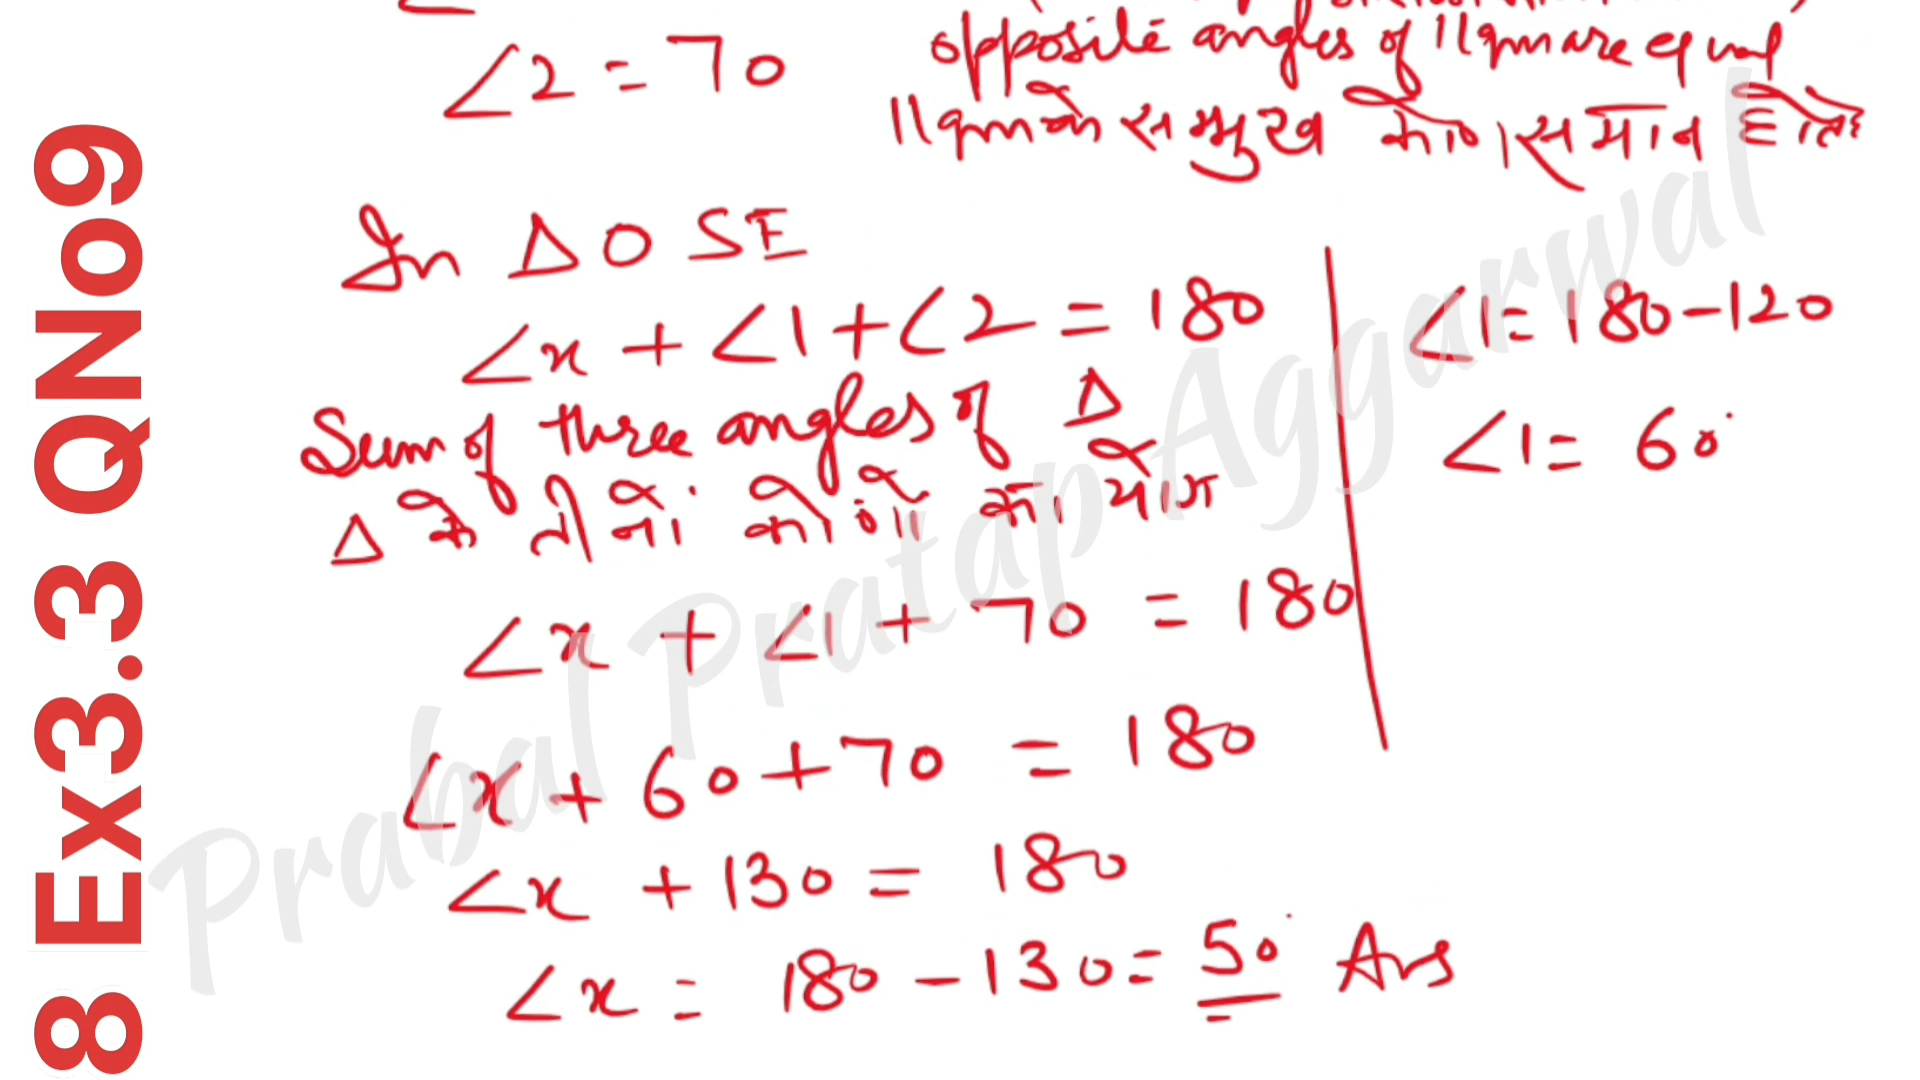 ∠2 = 70
opposite angles of ||gm are equal
||gm के सम्मुख कोण समान होते हैं
In Δ O S E
∠x + ∠1 + ∠2 = 180
Sum of three angles of Δ
Δ के तीनों कोणों का योग
∠x + ∠1 + 70 = 180
∠x + 60 + 70 = 180
∠x + 130 = 180
∠x = 180 - 130 = 50° Ans
∠1 = 180 - 120
∠1 = 60°
8 Ex3.3 QNo9
Prabal Pratap Aggarwal